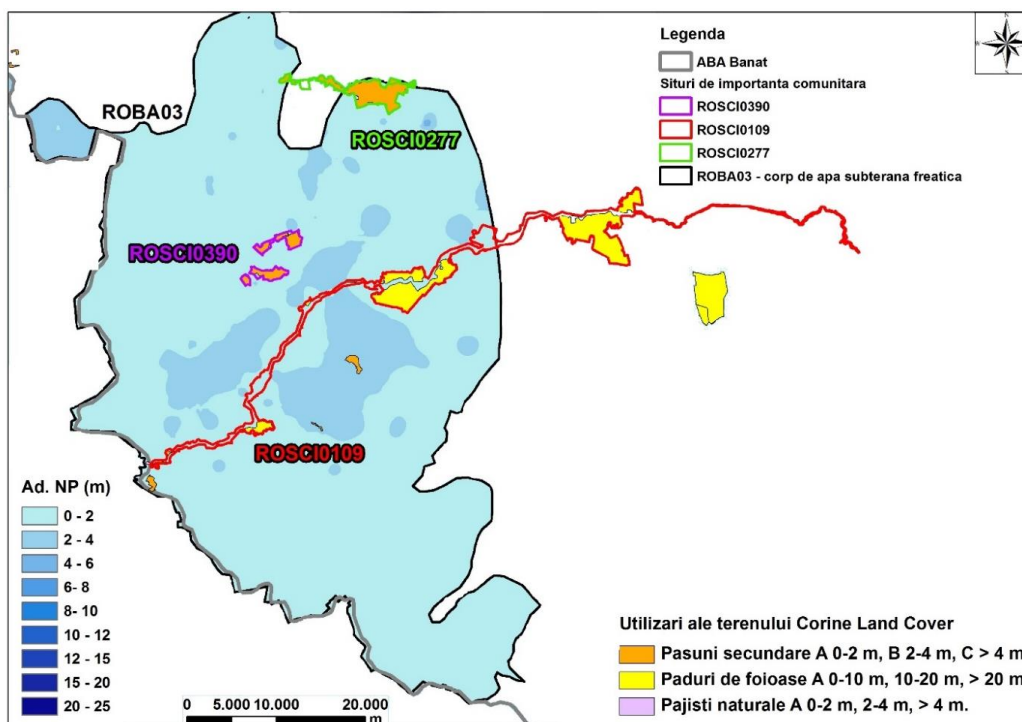 Legenda
ABA Banat
Situri de importanta comunitara
ROSCI0390
ROSCI0109
ROSCI0277
ROBA03 - corp de apa subterana freatica
ROBA03
ROSCI0277
ROSCI0390
ROSCI0109
Ad. NP (m)
0 - 2
2 - 4
4 - 6
6- 8
8- 10
10 - 12
12 - 15
15 - 20
20 - 25
0 5.000 10.000 20.000
m
Utilizari ale terenului Corine Land Cover
Pasuni secundare A 0-2 m, B 2-4 m, C > 4 m
Paduri de foioase A 0-10 m, 10-20 m, > 20 m
Pajisti naturale A 0-2 m, 2-4 m, > 4 m.